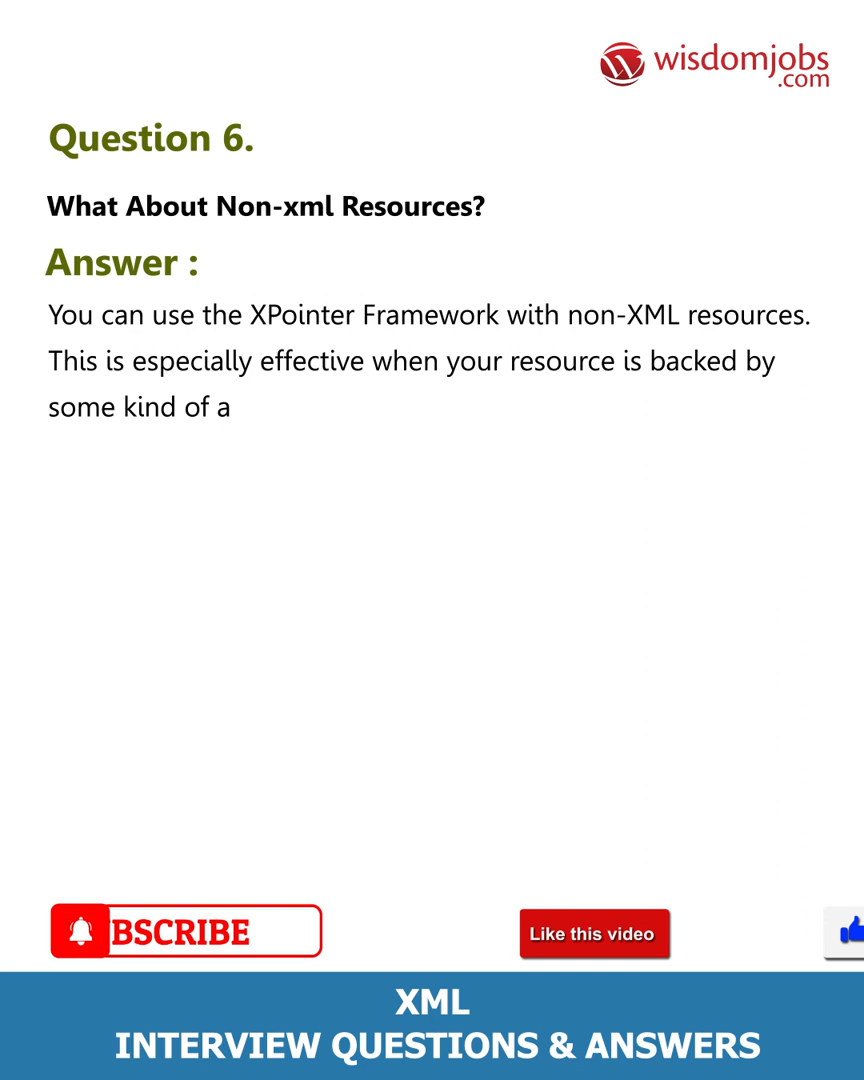 wisdomjobs
.com
Question 6.
What About Non-xml Resources?
Answer :
You can use the XPointer Framework with non-XML resources.
This is especially effective when your resource is backed by
some kind of a
BSCRIBE
Like this video
XML
INTERVIEW QUESTIONS & ANSWERS